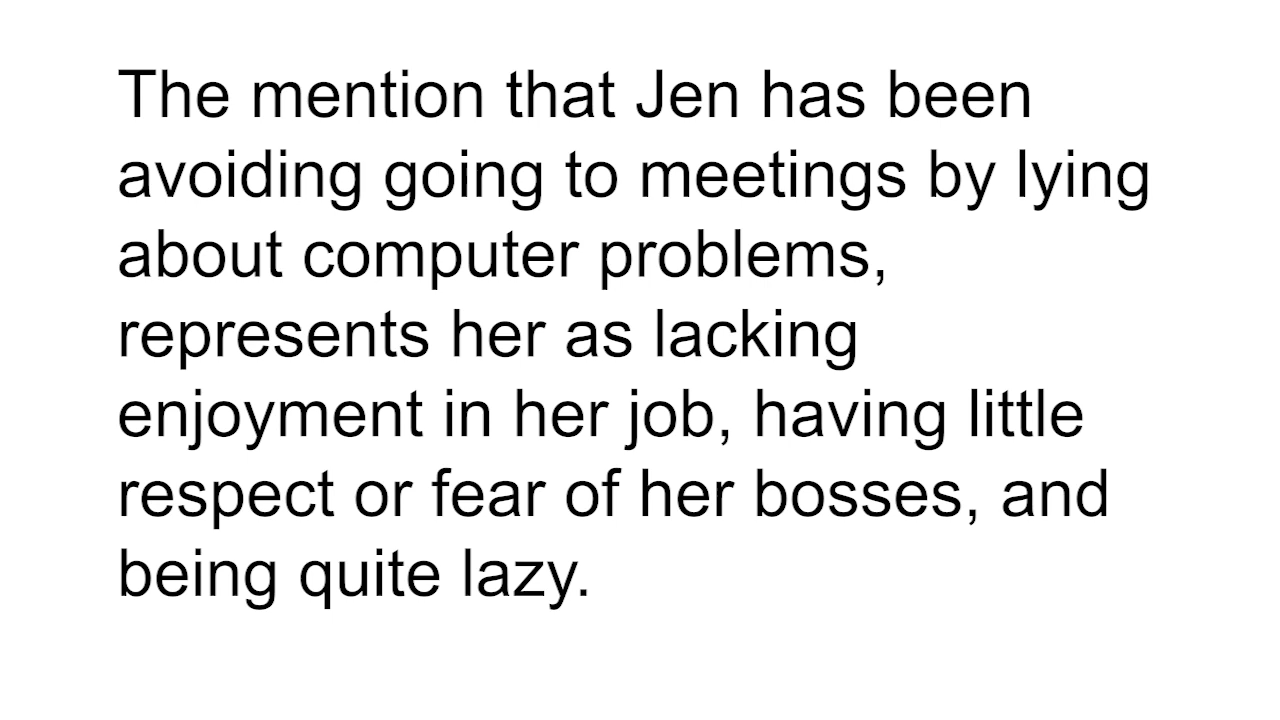 The mention that Jen has been
avoiding going to meetings by lying
about computer problems,
represents her as lacking
enjoyment in her job, having little
respect or fear of her bosses, and
being quite lazy.